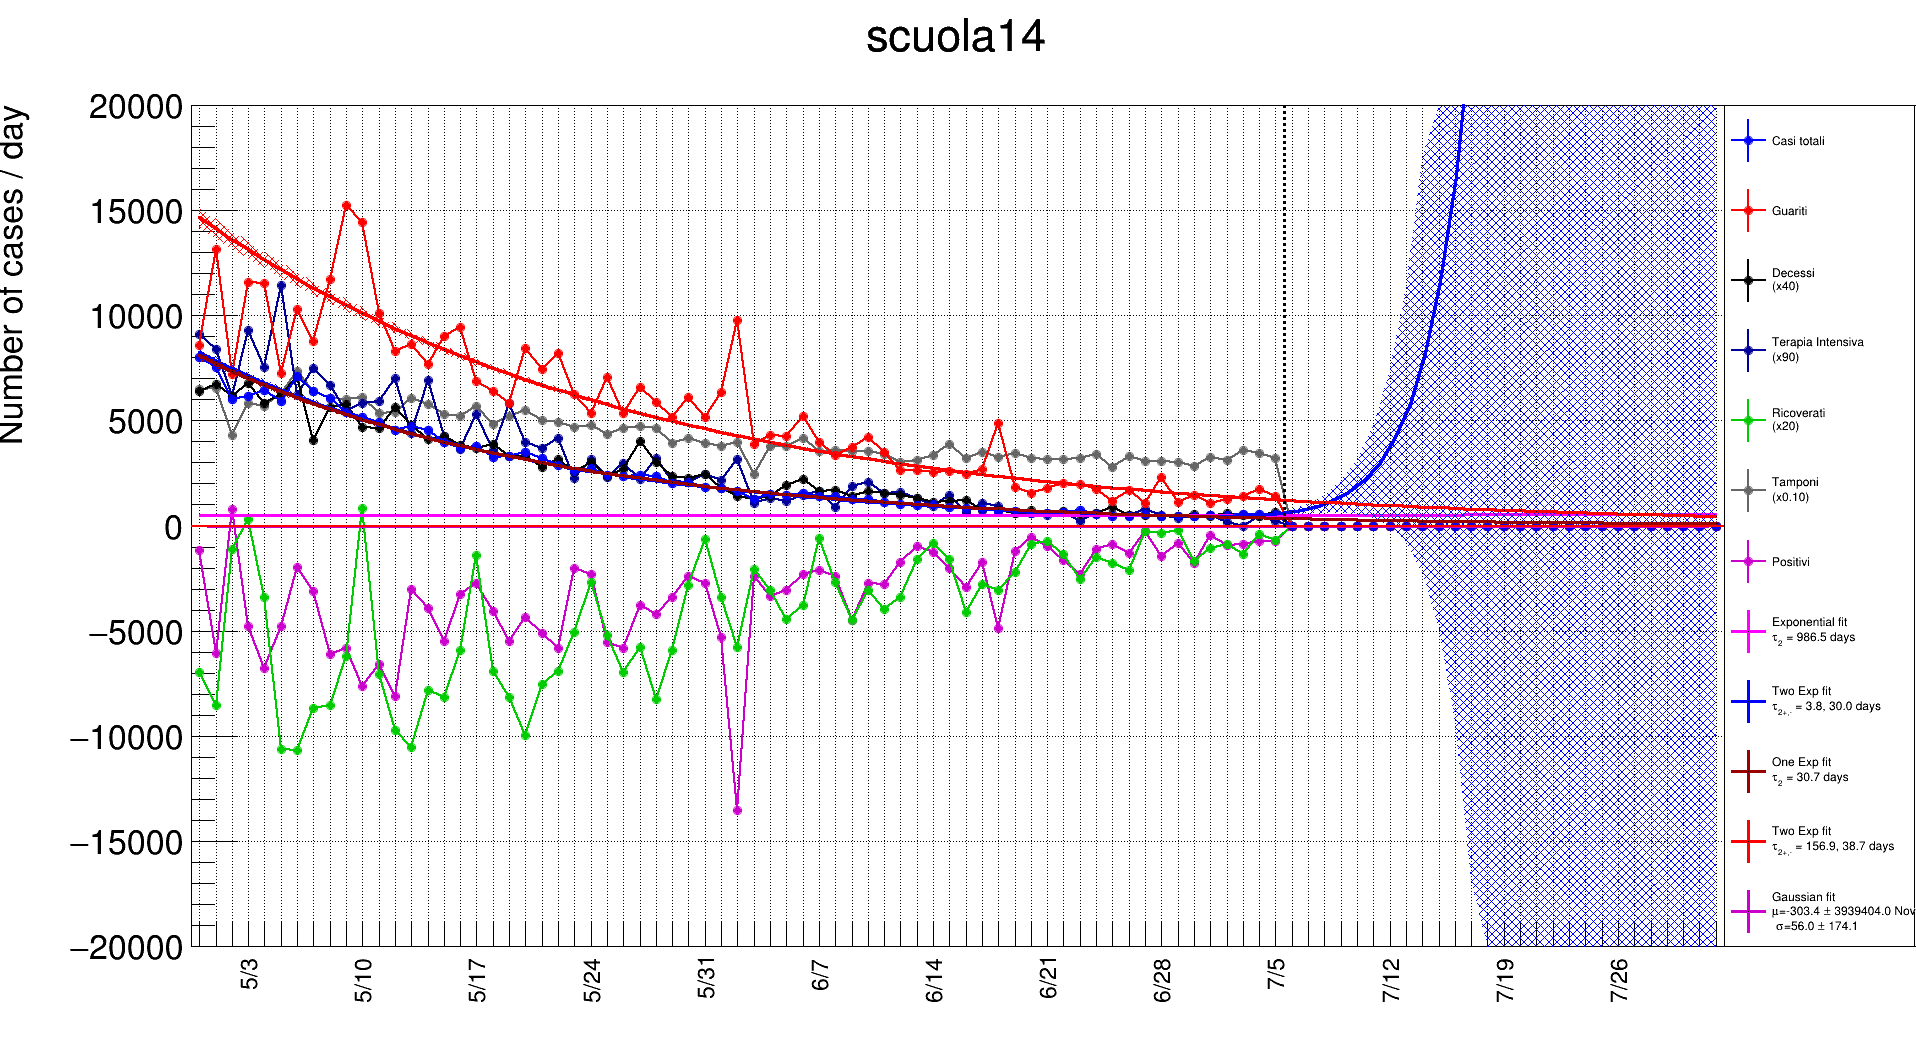 scuola14
Number of cases / day
20000
15000
10000
5000
0
−5000
−10000
−15000
−20000
5/3
5/10
5/17
5/24
5/31
6/7
6/14
6/21
6/28
7/5
7/12
7/19
7/26
Casi totali
Guariti
Decessi
(x40)
Terapia Intensiva
(x90)
Ricoverati
(x20)
Tamponi
(x0.10)
Positivi
Exponential fit
τ2 = 986.5 days
Two Exp fit
τ2+,- = 3.8, 30.0 days
One Exp fit
τ2 = 30.7 days
Two Exp fit
τ2+,- = 156.9, 38.7 days
Gaussian fit
μ=-303.4 ± 3939404.0 Nov
σ=56.0 ± 174.1